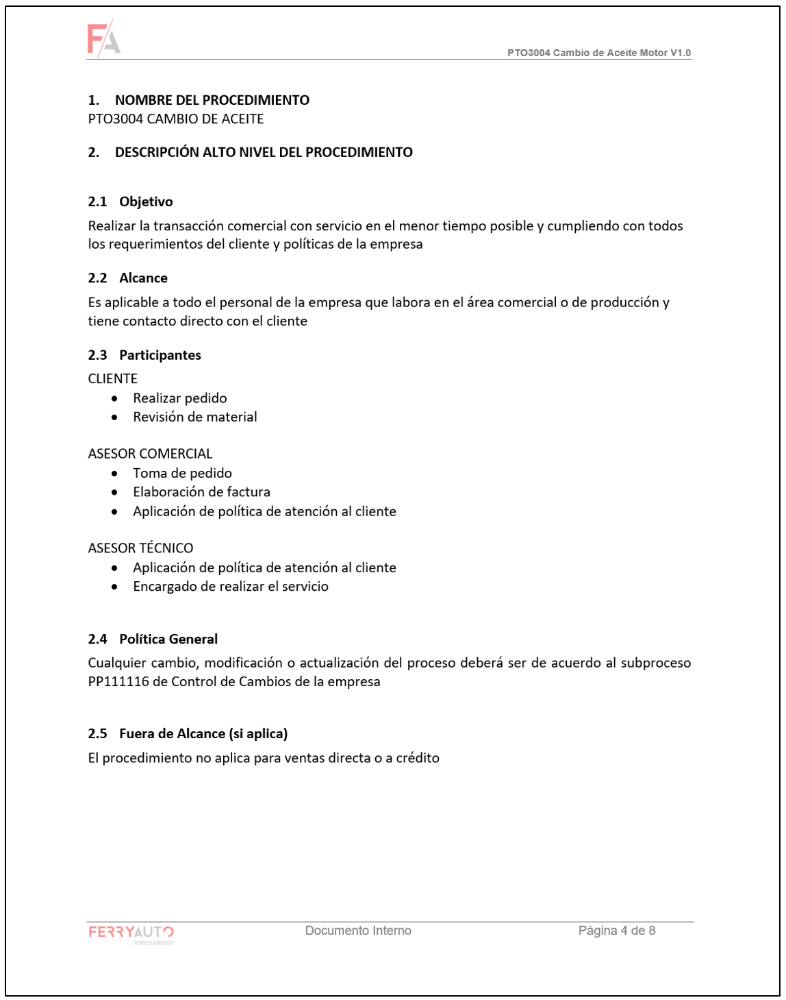 FA
PTO3004 Cambio de Aceite Motor V1.0
1. NOMBRE DEL PROCEDIMIENTO
PTO3004 CAMBIO DE ACEITE
2. DESCRIPCIÓN ALTO NIVEL DEL PROCEDIMIENTO
2.1 Objetivo
Realizar la transacción comercial con servicio en el menor tiempo posible y cumpliendo con todos
los requerimientos del cliente y políticas de la empresa
2.2 Alcance
Es aplicable a todo el personal de la empresa que labora en el área comercial o de producción y
tiene contacto directo con el cliente
2.3 Participantes
CLIENTE
• Realizar pedido
• Revisión de material
ASESOR COMERCIAL
• Toma de pedido
• Elaboración de factura
• Aplicación de política de atención al cliente
ASESOR TÉCNICO
• Aplicación de política de atención al cliente
• Encargado de realizar el servicio
2.4 Política General
Cualquier cambio, modificación o actualización del proceso deberá ser de acuerdo al subproceso
PP111116 de Control de Cambios de la empresa
2.5 Fuera de Alcance (si aplica)
El procedimiento no aplica para ventas directa o a crédito
FERRYAUTO Documento Interno Página 4 de 8
ferretería automotriz